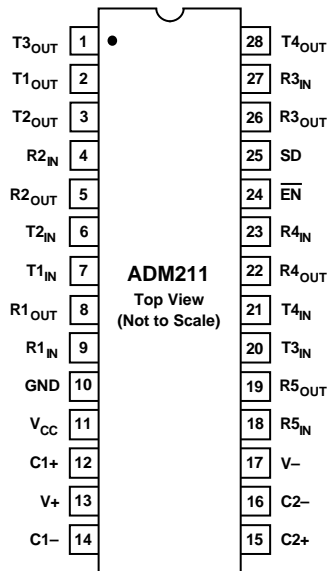 T3OUT 1 28 T4OUT
T1OUT 2 27 R3IN
T2OUT 3 26 R3OUT
R2IN 4 25 SD
R2OUT 5 24 EN
T2IN 6 23 R4IN
T1IN 7 22 R4OUT
ADM211
Top View
(Not to Scale)
R1OUT 8 21 T4IN
R1IN 9 20 T3IN
GND 10 19 R5OUT
VCC 11 18 R5IN
C1+ 12 17 V–
V+ 13 16 C2–
C1– 14 15 C2+